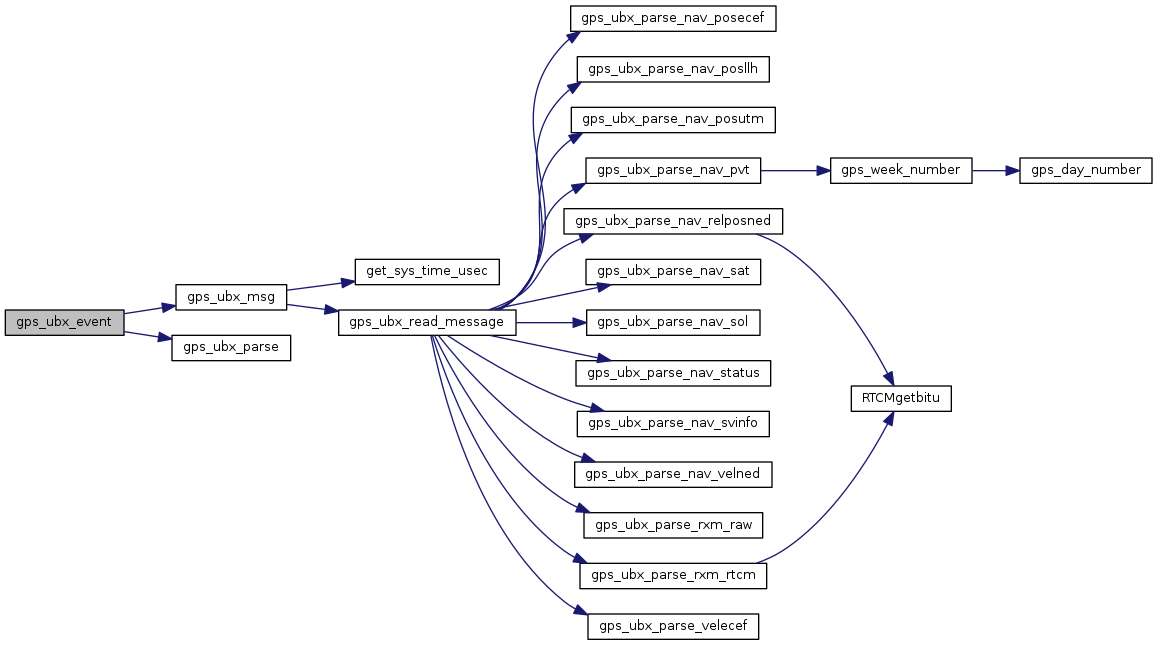 gps_ubx_event
gps_ubx_msg
gps_ubx_parse
get_sys_time_usec
gps_ubx_read_message
gps_ubx_parse_nav_posecef
gps_ubx_parse_nav_posllh
gps_ubx_parse_nav_posutm
gps_ubx_parse_nav_pvt
gps_ubx_parse_nav_relposned
gps_ubx_parse_nav_sat
gps_ubx_parse_nav_sol
gps_ubx_parse_nav_status
gps_ubx_parse_nav_svinfo
gps_ubx_parse_nav_velned
gps_ubx_parse_rxm_raw
gps_ubx_parse_rxm_rtcm
gps_ubx_parse_velecef
gps_week_number
gps_day_number
RTCMgetbitu